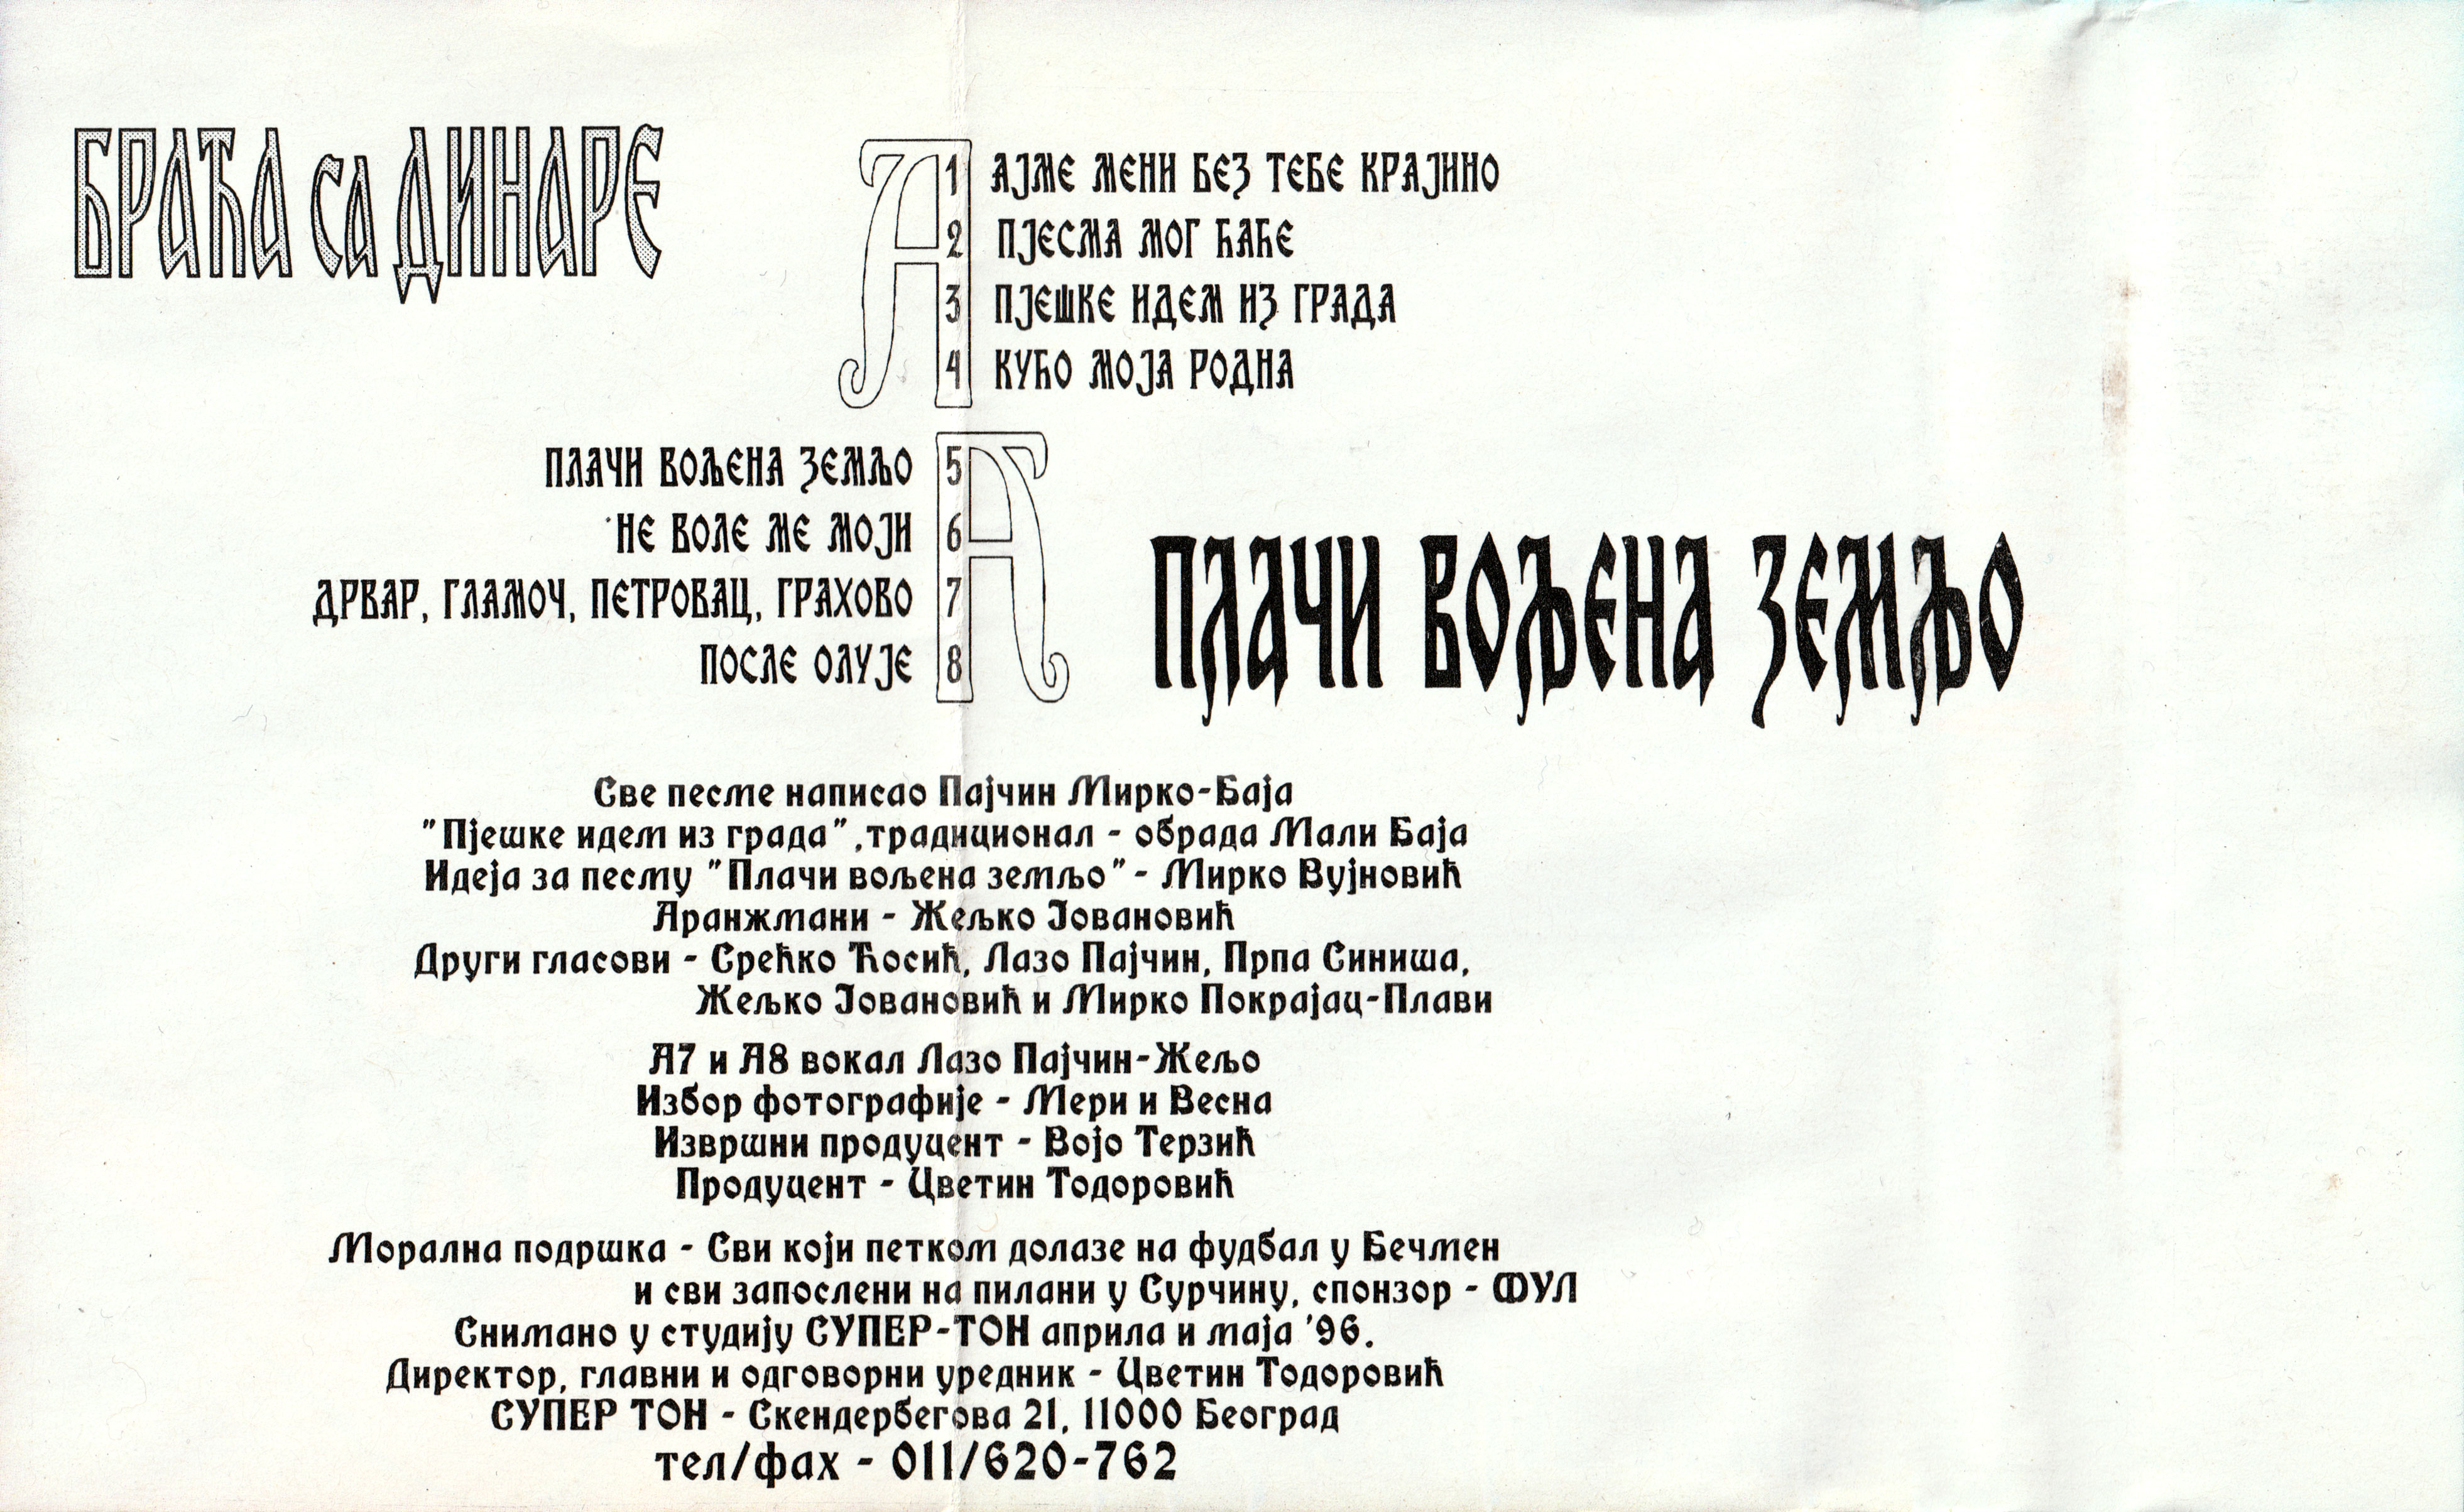 БРАЋА са ДИНАРЕ
А
1 АЈМЕ МЕНИ БЕЗ ТЕБЕ КРАЈИНО
2 ПЈЕСМА МОГ ЋАЋЕ
3 ПЈЕШКЕ ИДЕМ ИЗ ГРАДА
4 КУЋО МОЈА РОДНА
А
ПЛАЧИ ВОЉЕНА ЗЕМЉО 5
НЕ ВОЛЕ МЕ МОЈИ 6
ДРВАР, ГЛАМОЧ, ПЕТРОВАЦ, ГРАХОВО 7
ПОСЛЕ ОЛУЈЕ 8
ПЛАЧИ ВОЉЕНА ЗЕМЉО
Све песме написао Пајчин Мирко-Баја
"Пјешке идем из града",традиционал - обрада Мали Баја
Идеја за песму "Плачи вољена земљо" - Мирко Вујновић
Аранжмани - Жељко Јовановић
Други гласови - Срећко Ћосић, Лазо Пајчин, Прпа Синиша,
Жељко Јовановић и Мирко Покрајац-Плави
А7 и А8 вокал Лазо Пајчин-Жељо
Избор фотографије - Мери и Весна
Извршни продуцент - Војо Терзић
Продуцент - Цветин Тодоровић
Морална подршка - Сви који петком долазе на фудбал у Бечмен
и сви запослени на пилани у Сурчину, спонзор - ФУЛ
Снимано у студију СУПЕР-ТОН априла и маја '96.
Директор, главни и одговорни уредник - Цветин Тодоровић
СУПЕР ТОН - Скендербегова 21, 11000 Београд
тел/фах - 011/620-762